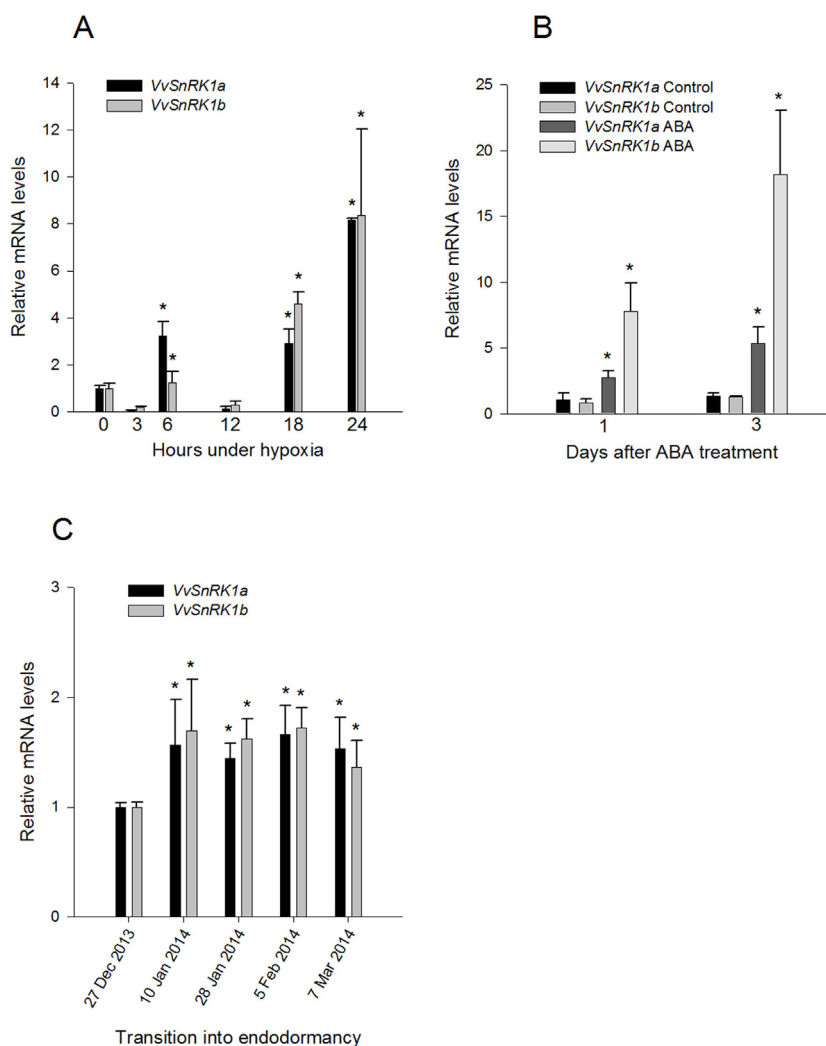 A
VvSnRK1a
VvSnRK1b
Relative mRNA levels
14
12
10
8
6
4
2
0
*
*
*
*
*
*
0 3 6 12 18 24
Hours under hypoxia
B
VvSnRK1a Control
VvSnRK1b Control
VvSnRK1a ABA
VvSnRK1b ABA
Relative mRNA levels
25
20
15
10
5
0
*
*
*
*
1 3
Days after ABA treatment
C
VvSnRK1a
VvSnRK1b
Relative mRNA levels
3
2
1
0
* *
* *
* *
* *
27 Dec 2013
10 Jan 2014
28 Jan 2014
5 Feb 2014
7 Mar 2014
Transition into endodormancy